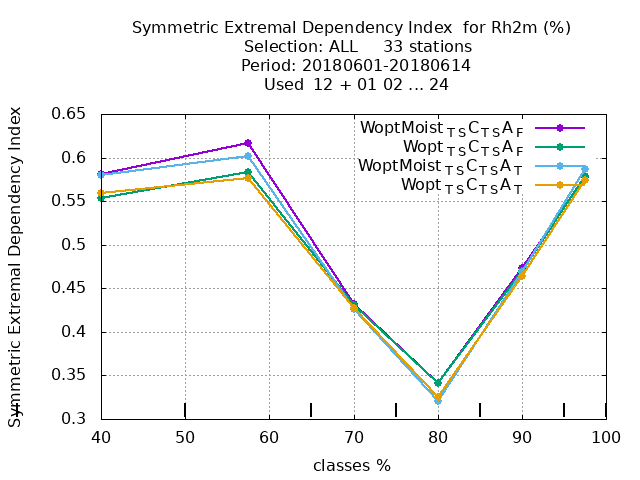 Symmetric Extremal Dependency Index  for Rh2m (%)
Selection: ALL     33 stations
Period: 20180601-20180614
Used  12 + 01 02 ... 24
Symmetric Extremal Dependency Index
0.65
0.6
0.55
0.5
0.45
0.4
0.35
0.3
WoptMoist TS C TS A F
Wopt TS C TS A F
WoptMoist TS C TS A T
Wopt TS C TS A T
40 50 60 70 80 90 100
classes %